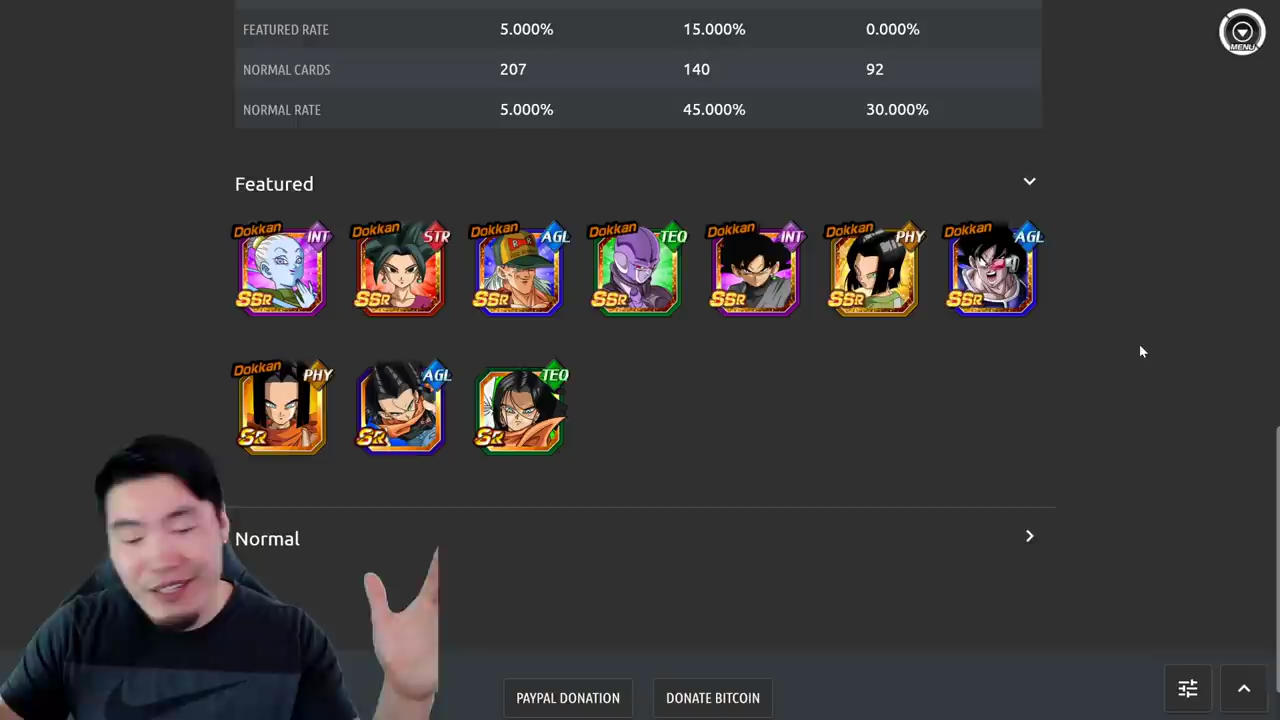 MENU
FEATURED RATE 5.000% 15.000% 0.000%
NORMAL CARDS 207 140 92
NORMAL RATE 5.000% 45.000% 30.000%
Featured
Dokkan INT SSR
Dokkan STR SSR
Dokkan AGL SSR
Dokkan TEQ SSR
Dokkan INT SSR
Dokkan PHY SSR
Dokkan AGL SSR
Dokkan PHY SR
AGL SR
TEQ SR
Normal
PAYPAL DONATION
DONATE BITCOIN